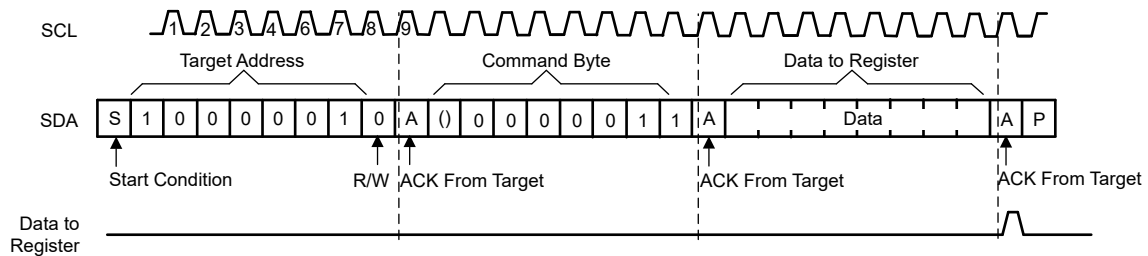 SCL 1 2 3 4 6 7 8 9
Target Address Command Byte Data to Register
SDA S 1 0 0 0 0 0 1 0 A () 0 0 0 0 0 1 1 A Data A P
Start Condition R/W ACK From Target ACK From Target ACK From Target
Data to
Register